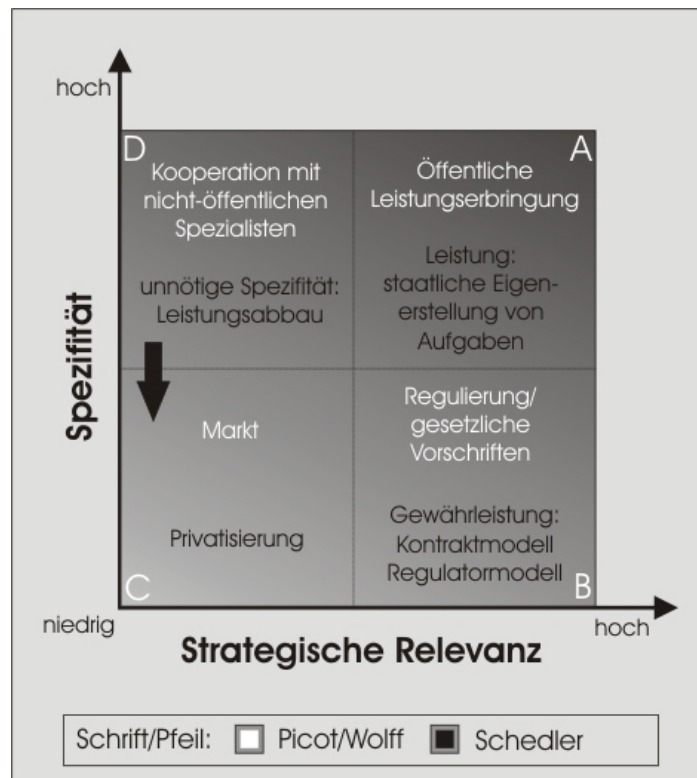 hoch
D
Kooperation mit
nicht-öffentlichen
Spezialisten
unnötige Spezifität:
Leistungsabbau
A
Öffentliche
Leistungserbringung
Leistung:
staatliche Eigen-
erstellung von
Aufgaben
Spezifität
Markt
Privatisierung
C
Regulierung/
gesetzliche
Vorschriften
Gewährleistung:
Kontraktmodell
Regulatormodell
B
niedrig
hoch
Strategische Relevanz
Schrift/Pfeil: Picot/Wolff Schedler